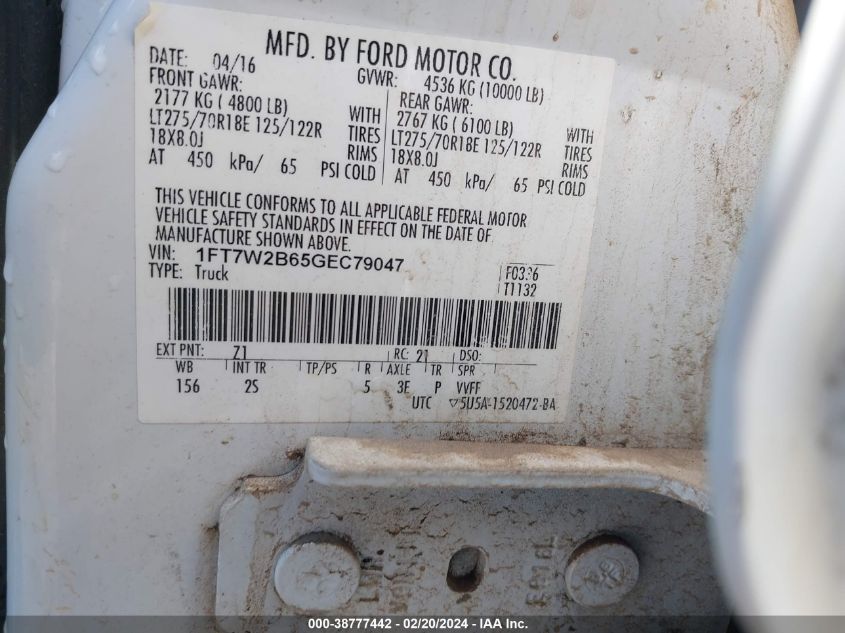 MFD. BY FORD MOTOR CO.
DATE: 04/16 GVWR: 4536 KG (10000 LB)
FRONT GAWR: REAR GAWR:
2177 KG ( 4800 LB) WITH 2767 KG ( 6100 LB) WITH
LT275/70R18E 125/122R TIRES LT275/70R18E 125/122R TIRES
18X8.0J RIMS 18X8.0J RIMS
AT 450 kPa/ 65 PSI COLD AT 450 kPa/ 65 PSI COLD
THIS VEHICLE CONFORMS TO ALL APPLICABLE FEDERAL MOTOR
VEHICLE SAFETY STANDARDS IN EFFECT ON THE DATE OF
MANUFACTURE SHOWN ABOVE.
VIN: 1FT7W2B65GEC79047
TYPE: Truck F0336
T1132
EXT PNT: Z1 RC: 21 DSO:
WB INT TR TP/PS R AXLE TR SPR
156 2S 5 3E P VVFF
UTC ▽5U5A-1520472-BA
000-38777442 - 02/20/2024 - IAA Inc.